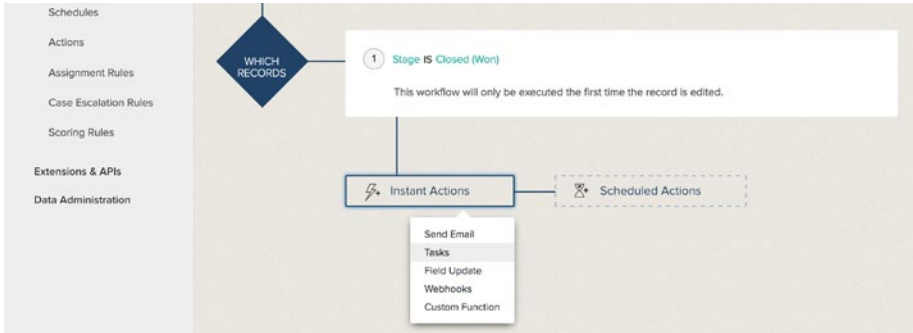 Schedules
Actions
Assignment Rules
Case Escalation Rules
Scoring Rules
Extensions & APIs
Data Administration
WHICH
RECORDS
1 Stage IS Closed (Won)
This workflow will only be executed the first time the record is edited.
Instant Actions
Scheduled Actions
Send Email
Tasks
Field Update
Webhooks
Custom Function